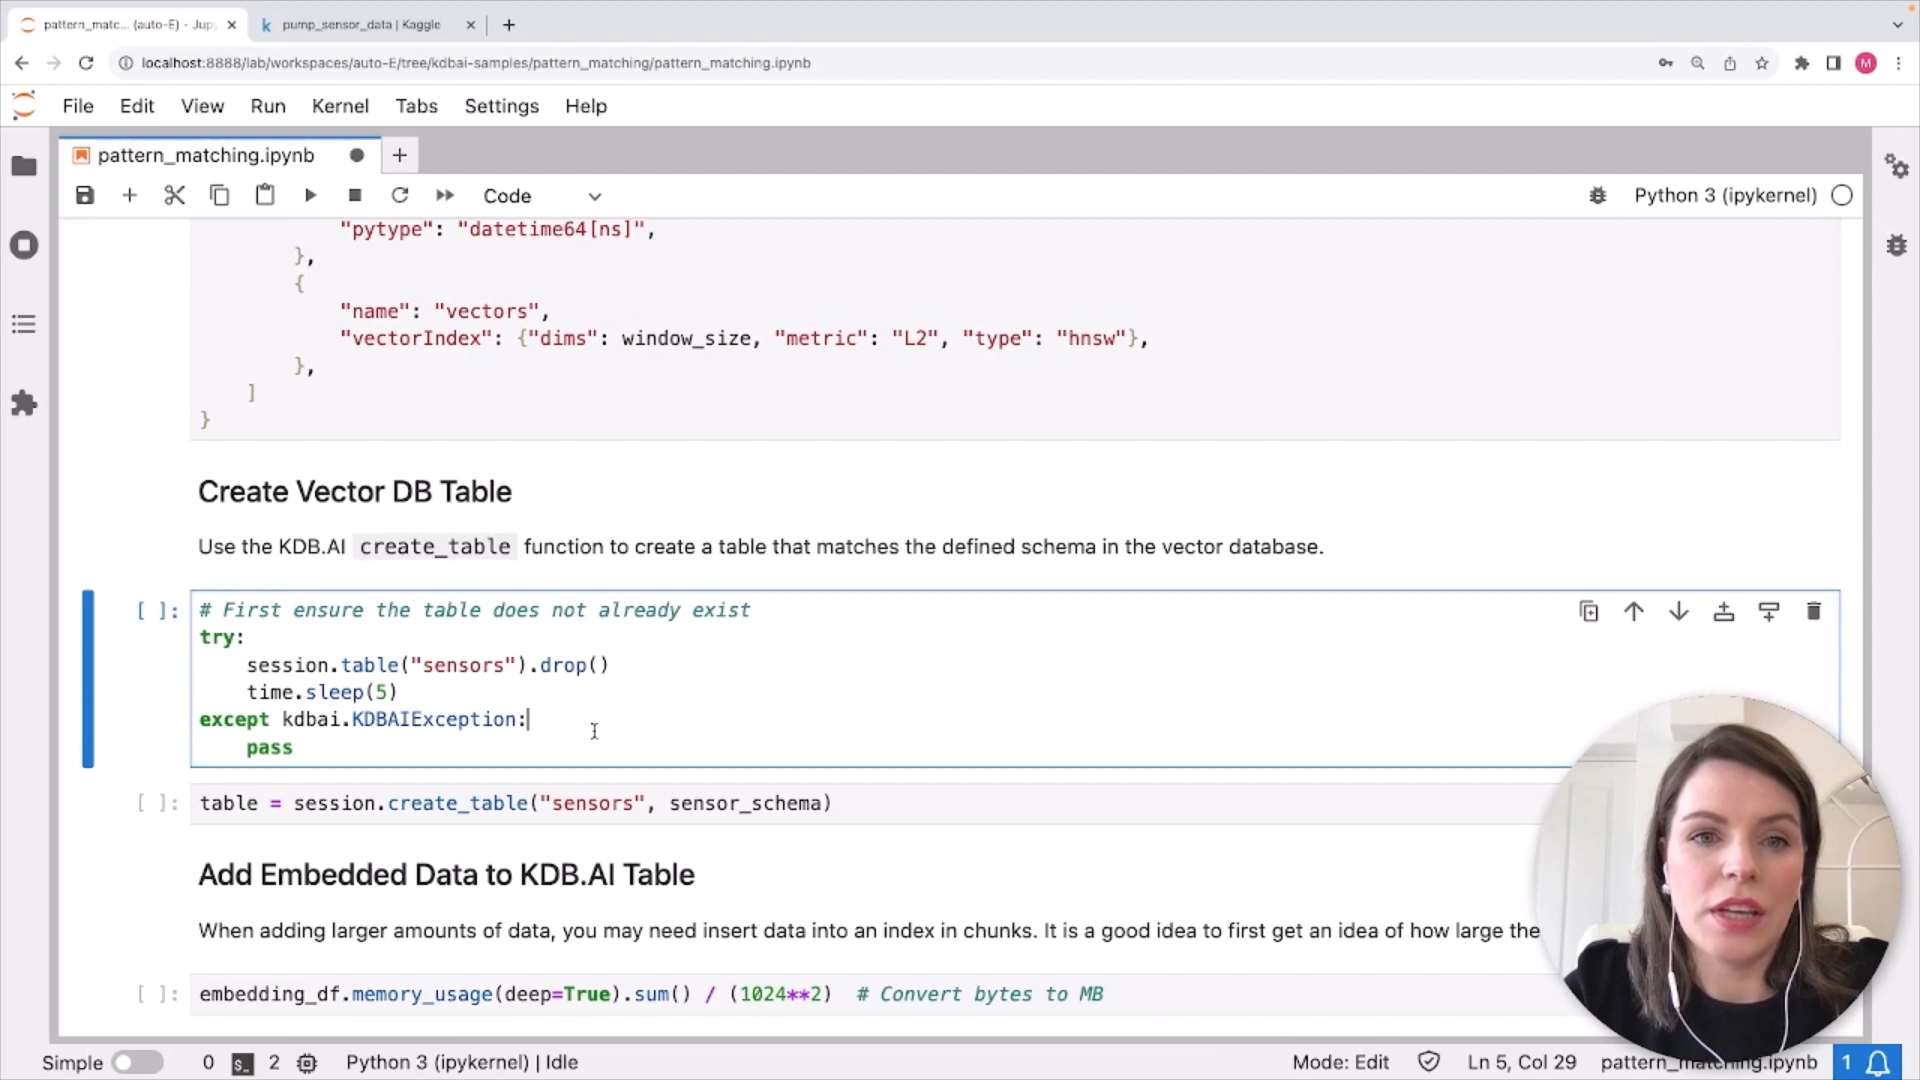 pattern_matc... (auto-E) - Jup
pump_sensor_data | Kaggle
localhost:8888/lab/workspaces/auto-E/tree/kdbai-samples/pattern_matching/pattern_matching.ipynb
M
File Edit View Run Kernel Tabs Settings Help
pattern_matching.ipynb
Code
Python 3 (ipykernel)
"pytype": "datetime64[ns]",
},
{
"name": "vectors",
"vectorIndex": {"dims": window_size, "metric": "L2", "type": "hnsw"},
},
]
}
Create Vector DB Table
Use the KDB.AI create_table function to create a table that matches the defined schema in the vector database.
[ ]: # First ensure the table does not already exist
try:
session.table("sensors").drop()
time.sleep(5)
except kdbai.KDBAIException:
pass
[ ]: table = session.create_table("sensors", sensor_schema)
Add Embedded Data to KDB.AI Table
When adding larger amounts of data, you may need insert data into an index in chunks. It is a good idea to first get an idea of how large the
[ ]: embedding_df.memory_usage(deep=True).sum() / (1024**2) # Convert bytes to MB
Simple 0 2 Python 3 (ipykernel) | Idle Mode: Edit Ln 5, Col 29 pattern_matching.ipynb 1